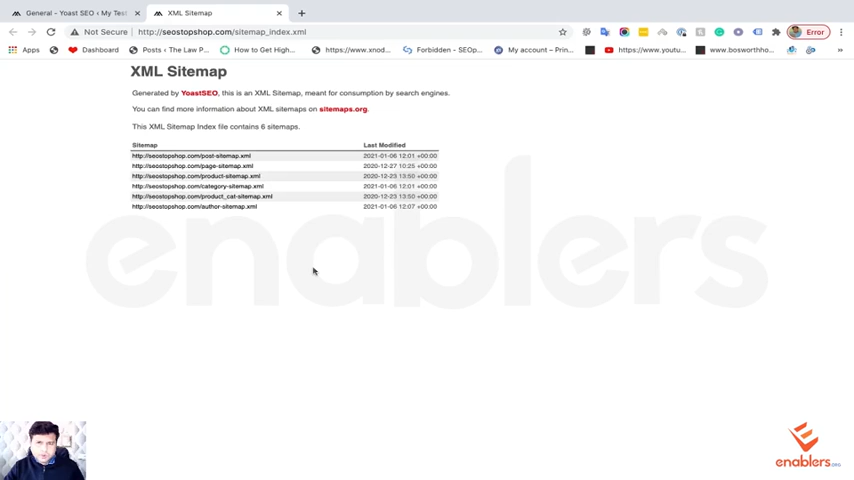 General - Yoast SEO ‹ My Test
XML Sitemap
Not Secure
http://seostopshop.com/sitemap_index.xml
Error
Apps
Dashboard
Posts ‹ The Law P...
How to Get High...
https://www.xnod...
Forbidden - SEOp...
My account – Prin...
https://www.youtu...
www.bosworthho...
XML Sitemap
Generated by YoastSEO, this is an XML Sitemap, meant for consumption by search engines.
You can find more information about XML sitemaps on sitemaps.org.
This XML Sitemap Index file contains 6 sitemaps.
Sitemap Last Modified
http://seostopshop.com/post-sitemap.xml 2021-01-06 12:01 +00:00
http://seostopshop.com/page-sitemap.xml 2020-12-27 10:25 +00:00
http://seostopshop.com/product-sitemap.xml 2020-12-23 13:50 +00:00
http://seostopshop.com/category-sitemap.xml 2021-01-06 12:01 +00:00
http://seostopshop.com/product_cat-sitemap.xml 2020-12-23 13:50 +00:00
http://seostopshop.com/author-sitemap.xml 2021-01-06 12:07 +00:00
enablers
enablers.ORG